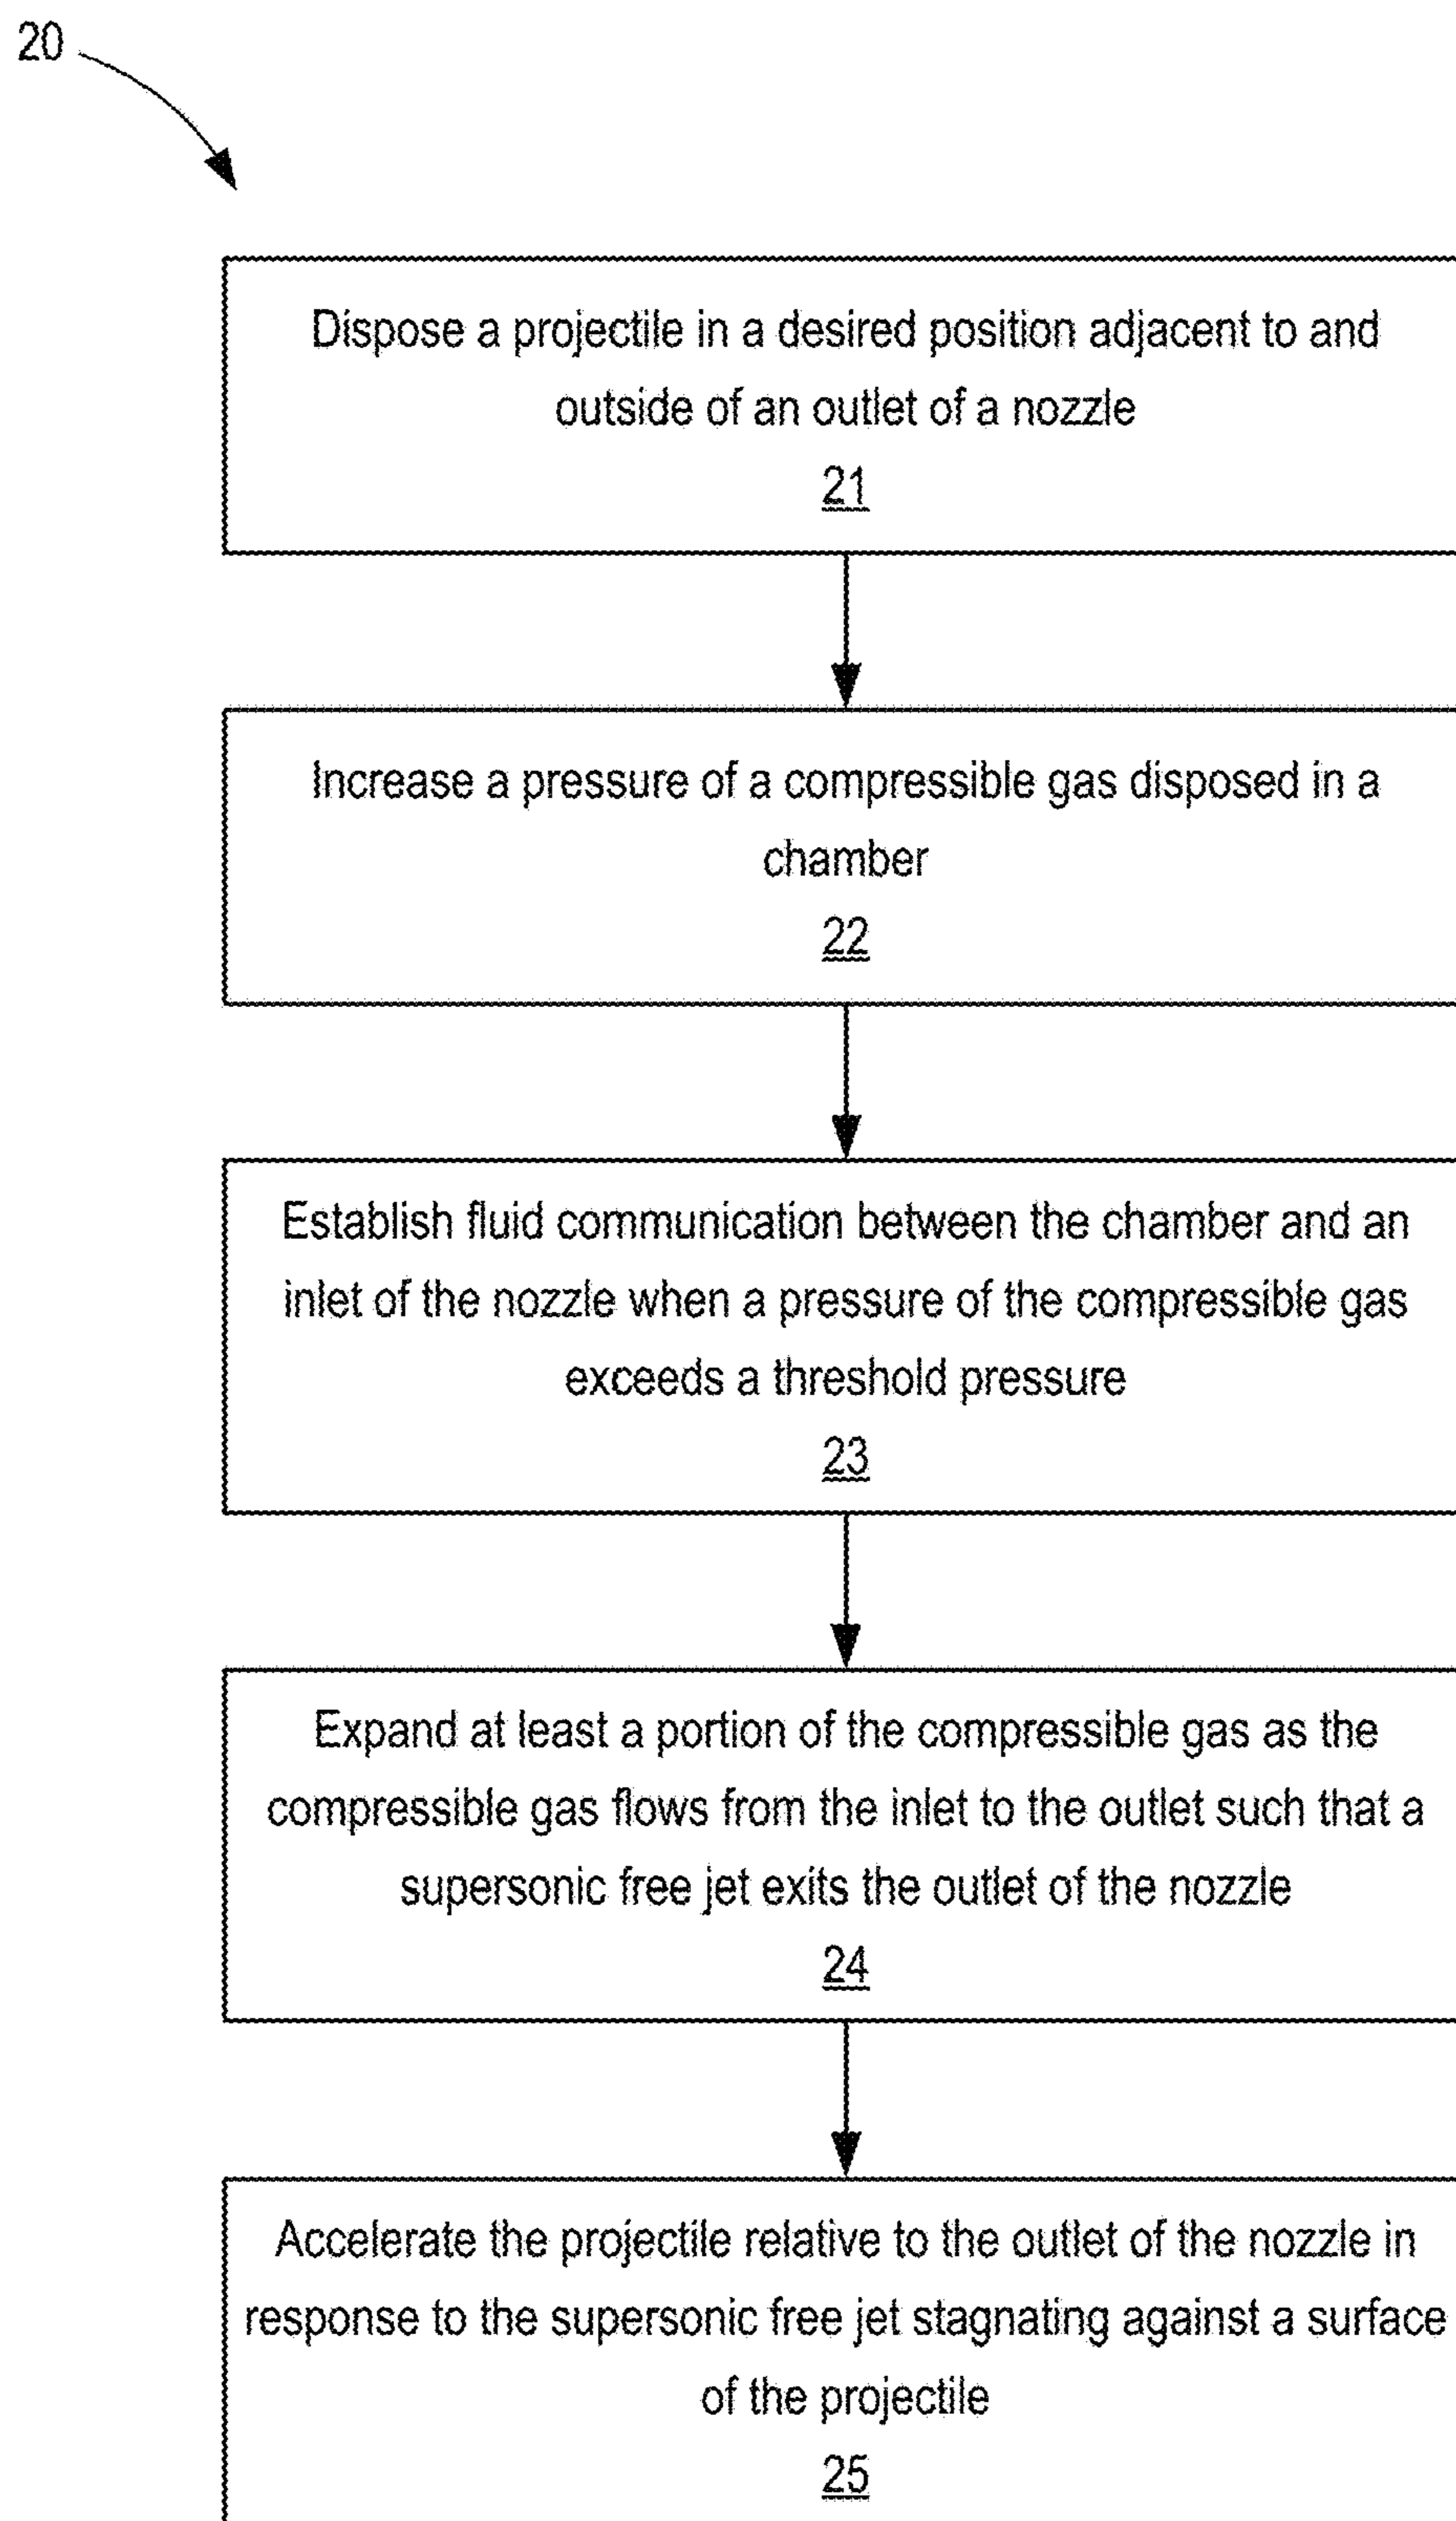 20
Dispose a projectile in a desired position adjacent to and
outside of an outlet of a nozzle
21
Increase a pressure of a compressible gas disposed in a
chamber
22
Establish fluid communication between the chamber and an
inlet of the nozzle when a pressure of the compressible gas
exceeds a threshold pressure
23
Expand at least a portion of the compressible gas as the
compressible gas flows from the inlet to the outlet such that a
supersonic free jet exits the outlet of the nozzle
24
Accelerate the projectile relative to the outlet of the nozzle in
response to the supersonic free jet stagnating against a surface
of the projectile
25